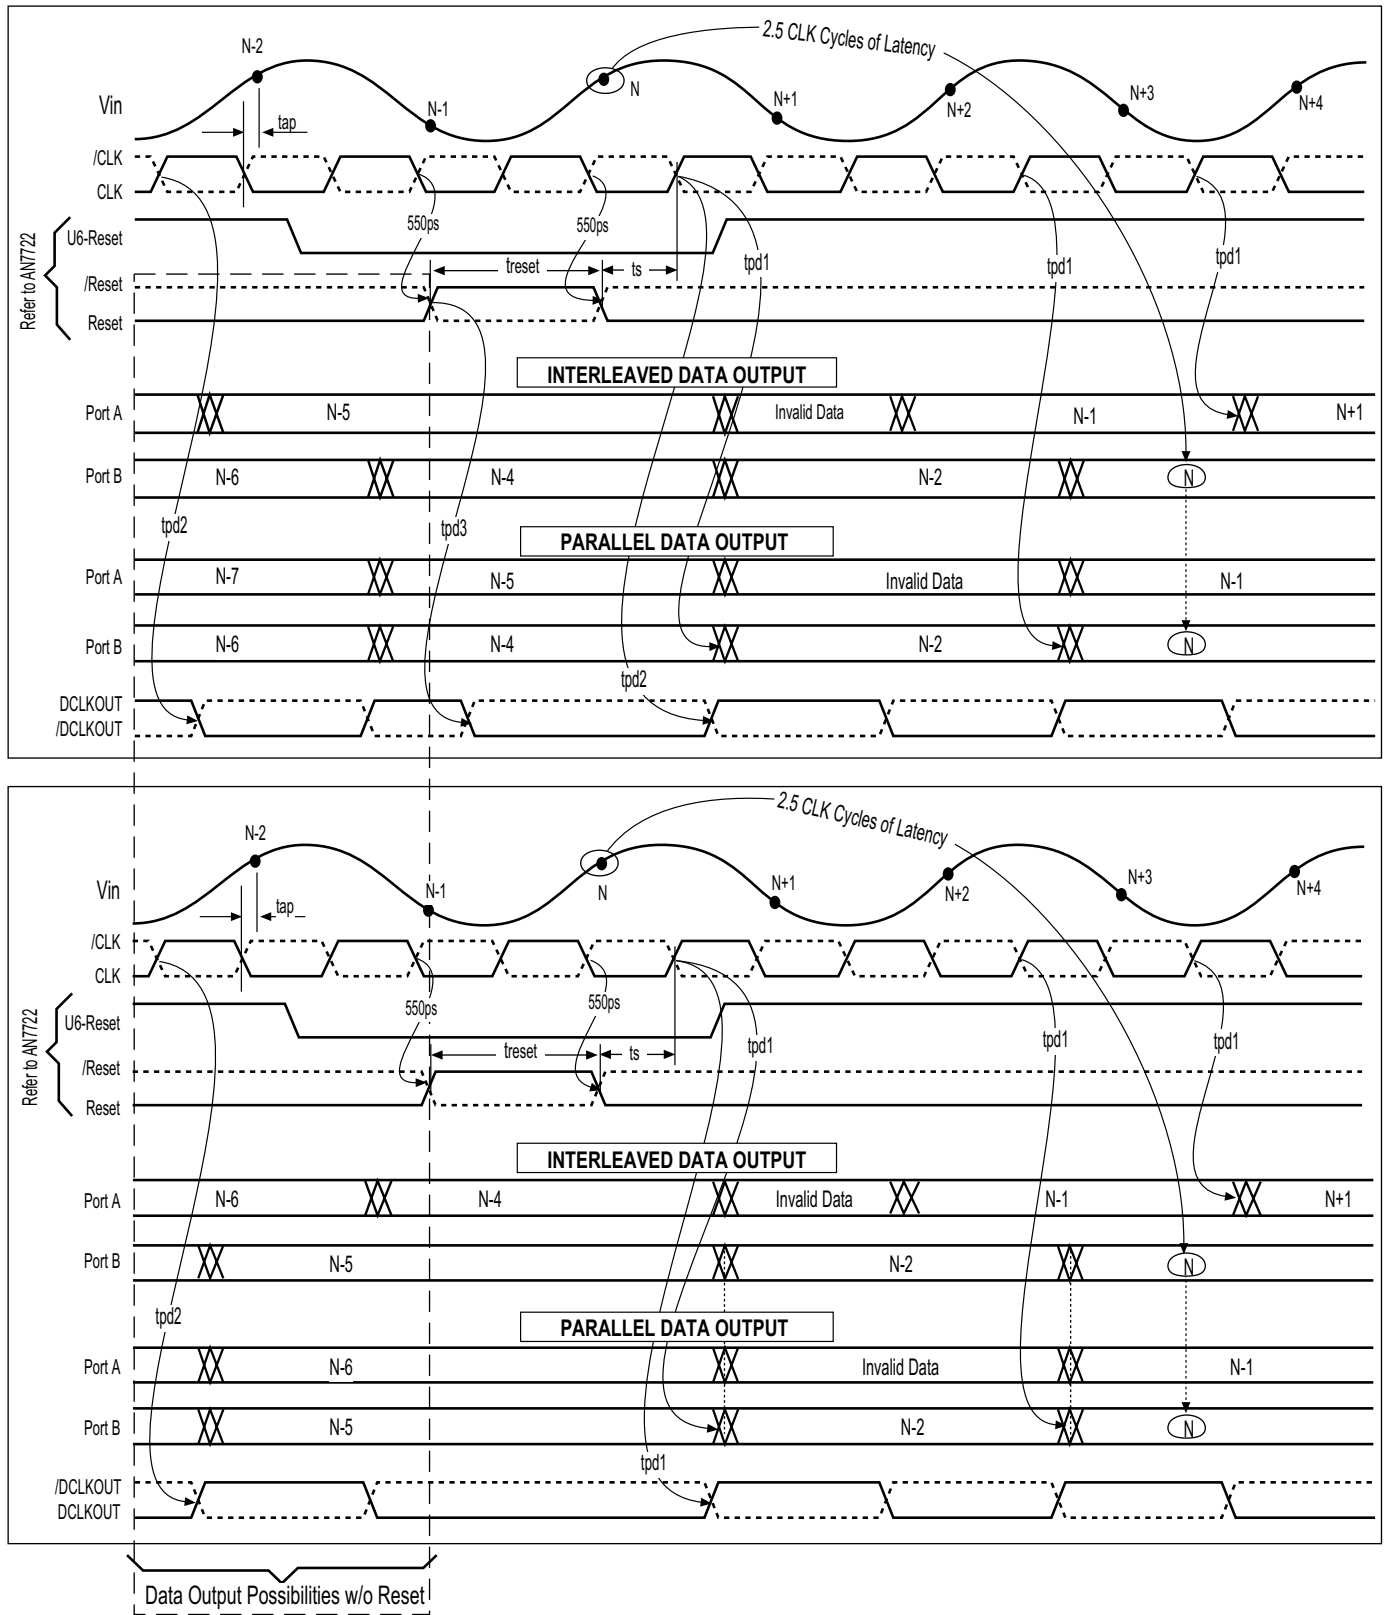 2.5 CLK Cycles of Latency
N-2
N
N-1
N+1
N+2
N+3
N+4
Vin
tap
/CLK
CLK
Refer to AN7722
U6-Reset
550ps
550ps
treset
ts
tpd1
tpd1
tpd1
/Reset
Reset
INTERLEAVED DATA OUTPUT
Port A
N-5
Invalid Data
N-1
N+1
Port B
N-6
N-4
N-2
N
tpd2
tpd3
PARALLEL DATA OUTPUT
Port A
N-7
N-5
Invalid Data
N-1
Port B
N-6
N-4
N-2
N
tpd2
DCLKOUT
/DCLKOUT
2.5 CLK Cycles of Latency
N-2
N
N-1
N+1
N+2
N+3
N+4
Vin
tap
/CLK
CLK
Refer to AN7722
U6-Reset
550ps
550ps
treset
ts
tpd1
tpd1
tpd1
/Reset
Reset
INTERLEAVED DATA OUTPUT
Port A
N-6
N-4
Invalid Data
N-1
N+1
Port B
N-5
N-2
N
tpd2
PARALLEL DATA OUTPUT
Port A
N-6
Invalid Data
N-1
Port B
N-5
N-2
N
tpd1
/DCLKOUT
DCLKOUT
Data Output Possibilities w/o Reset